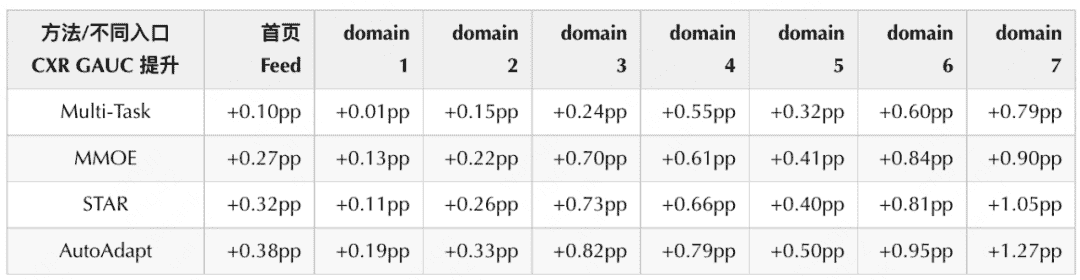 方法/不同入口 首页 domain domain domain domain domain domain domain
CXR GAUC 提升 Feed 1 2 3 4 5 6 7
Multi-Task +0.10pp +0.01pp +0.15pp +0.24pp +0.55pp +0.32pp +0.60pp +0.79pp
MMOE +0.27pp +0.13pp +0.22pp +0.70pp +0.61pp +0.41pp +0.84pp +0.90pp
STAR +0.32pp +0.11pp +0.26pp +0.73pp +0.66pp +0.40pp +0.81pp +1.05pp
AutoAdapt +0.38pp +0.19pp +0.33pp +0.82pp +0.79pp +0.50pp +0.95pp +1.27pp